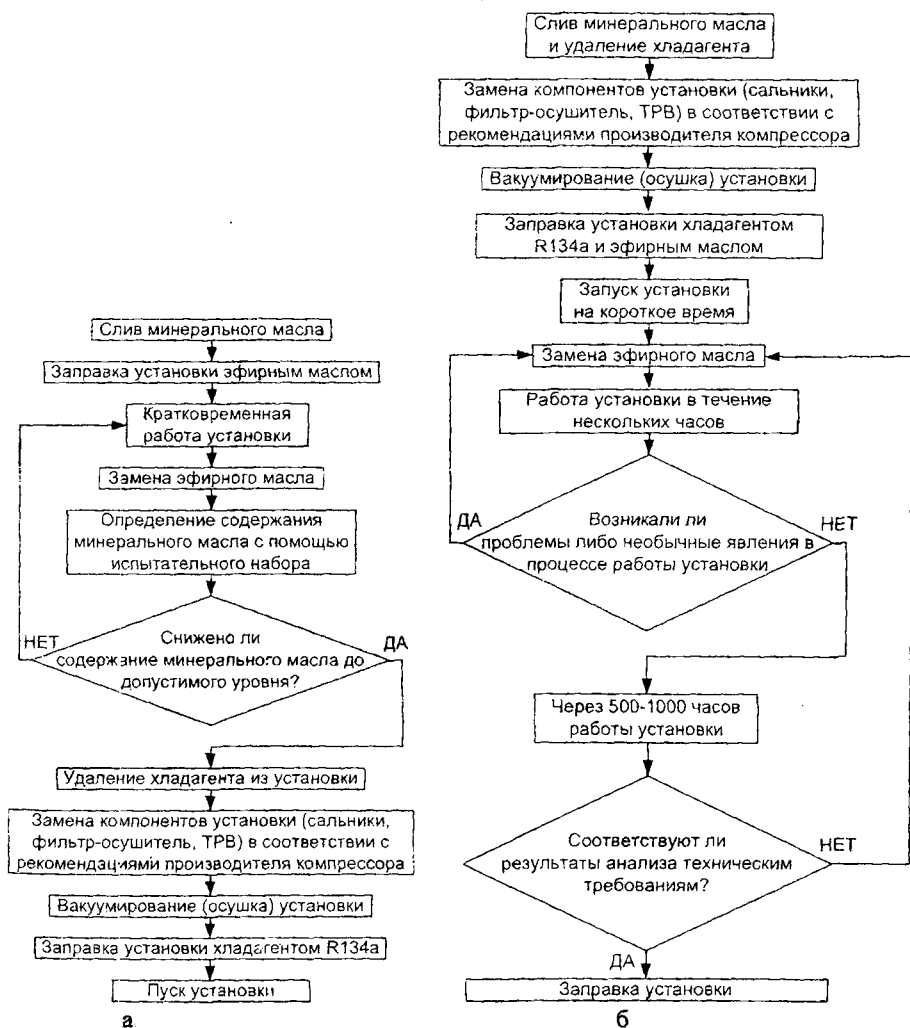 Слив минерального масла
Заправка установки эфирным маслом
Кратковременная
работа установки
Замена эфирного масла
Определение содержания
минерального масла с помощью
испытательного набора
Снижено ли
содержание минерального масла до
допустимого уровня?
НЕТ
ДА
Удаление хладагента из установки
Замена компонентов установки (сальники,
фильтр-осушитель, ТРВ) в соответствии с
рекомендациями производителя компрессора
Вакуумирование (осушка) установки
Заправка установки хладагентом R134a
Пуск установки
а
Слив минерального масла
и удаление хладагента
Замена компонентов установки (сальники,
фильтр-осушитель, ТРВ) в соответствии с
рекомендациями производителя компрессора
Вакуумирование (осушка) установки
Заправка установки хладагентом
R134a и эфирным маслом
Запуск установки
на короткое время
Замена эфирного масла
Работа установки в течение
нескольких часов
ДА
НЕТ
Возникали ли
проблемы либо необычные явления в
процессе работы установки
Через 500-1000 часов
работы установки
Соответствуют ли
результаты анализа техническим
требованиям?
НЕТ
ДА
Заправка установки
б